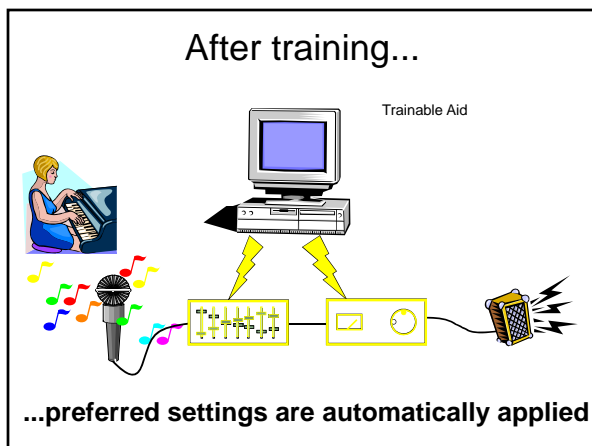 After training...
Trainable Aid
...preferred settings are automatically applied